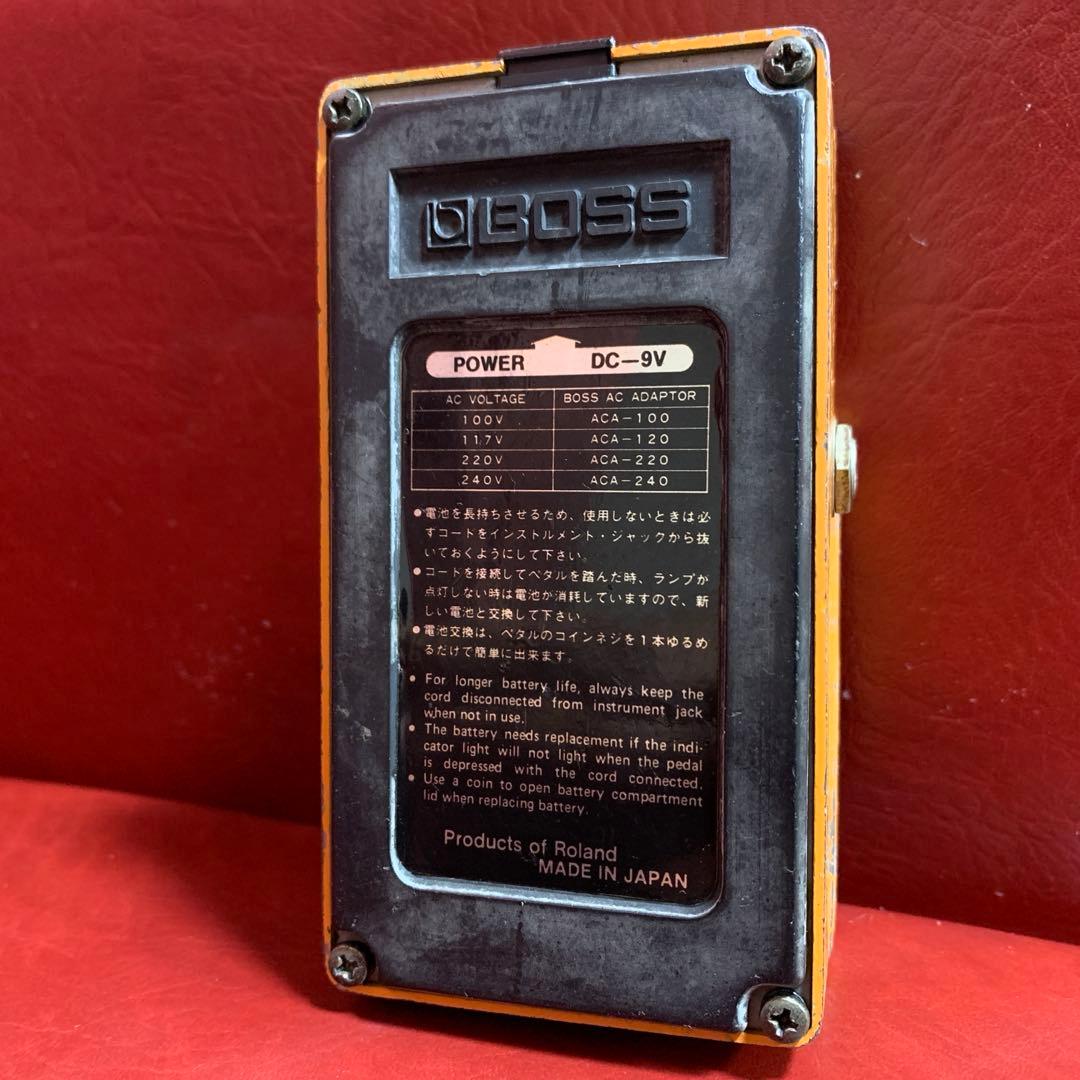 BOSS
POWER DC-9V
AC VOLTAGE BOSS AC ADAPTOR
100V ACA-100
117V ACA-120
220V ACA-220
240V ACA-240
●電池を長持ちさせるため、使用しないときは必
ずコードをインストルメント・ジャックから抜
いておくようにして下さい。
●コードを接続してペダルを踏んだ時、ランプが
点灯しない時は電池が消耗していますので、新
しい電池と交換して下さい。
●電池交換は、ペダルのコインネジを1本ゆるめ
るだけで簡単に出来ます。
● For longer battery life, always keep the
cord disconnected from instrument jack
when not in use.
● The battery needs replacement if the indi-
cator light will not light when the pedal
is depressed with the cord connected.
● Use a coin to open battery compartment
lid when replacing battery.
Products of Roland
MADE IN JAPAN